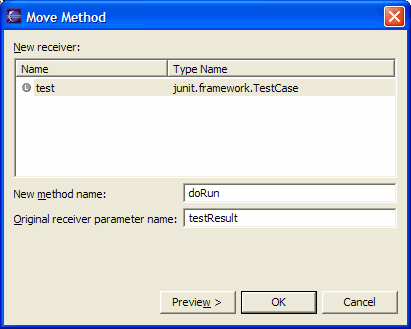 Move Method
New receiver:
Name Type Name
L test junit.framework.TestCase
New method name: doRun
Original receiver parameter name: testResult
Preview > OK Cancel